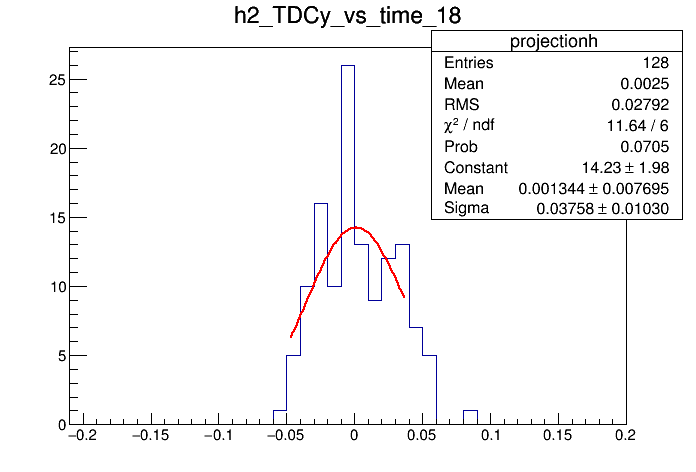 h2_TDCy_vs_time_18
projectionh
Entries 128
Mean 0.0025
RMS 0.02792
χ² / ndf 11.64 / 6
Prob 0.0705
Constant 14.23 ± 1.98
Mean 0.001344 ± 0.007695
Sigma 0.03758 ± 0.01030
25
20
15
10
5
0
−0.2 −0.15 −0.1 −0.05 0 0.05 0.1 0.15 0.2